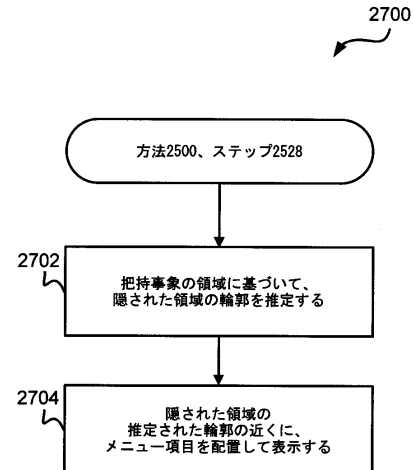 2700
方法2500、ステップ2528
2702
把持事象の領域に基づいて、
隠された領域の輪郭を推定する
2704
隠された領域の
推定された輪郭の近くに、
メニュー項目を配置して表示する